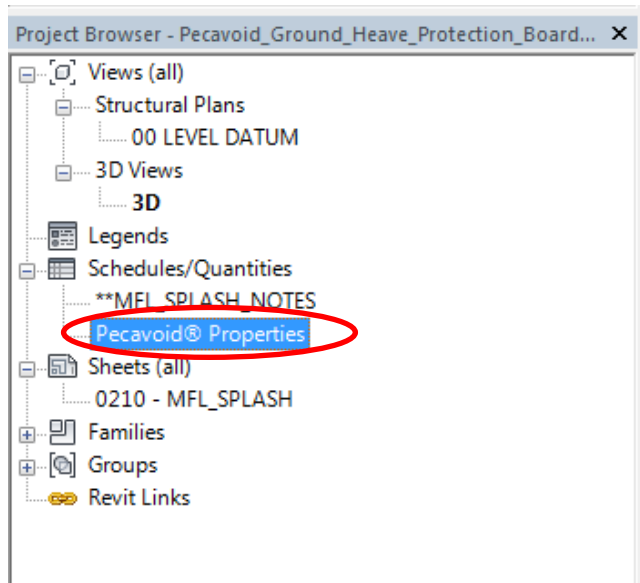 Project Browser - Pecavoid_Ground_Heave_Protection_Board...
Views (all)
Structural Plans
00 LEVEL DATUM
3D Views
3D
Legends
Schedules/Quantities
**MFL_SPLASH_NOTES
Pecavoid® Properties
Sheets (all)
0210 - MFL_SPLASH
Families
Groups
Revit Links